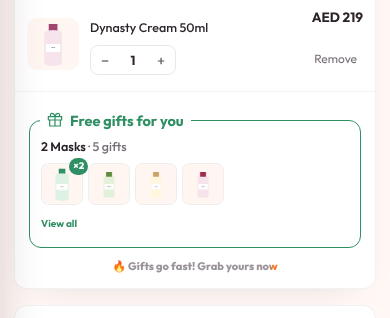 AED 219
Dynasty Cream 50ml
− 1 +
Remove
Free gifts for you
2 Masks · 5 gifts
×2
View all
🔥 Gifts go fast! Grab yours now